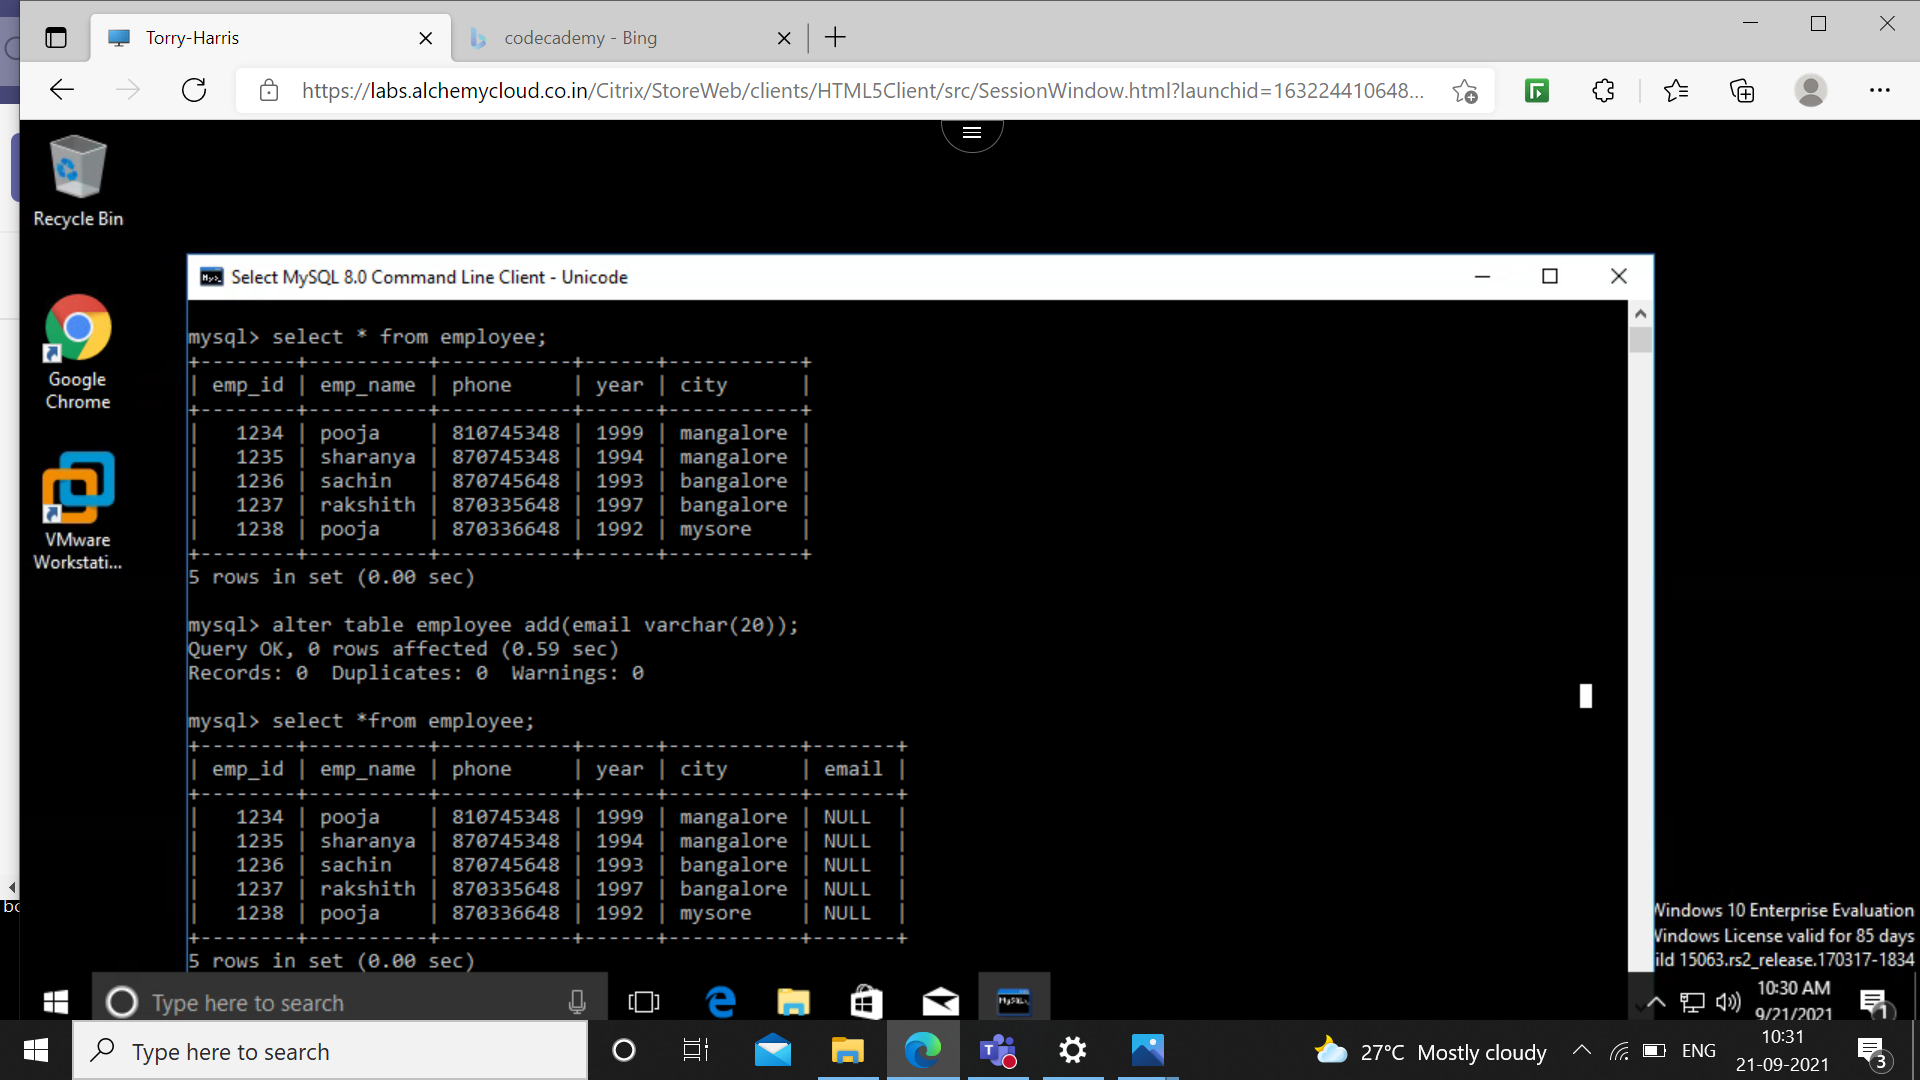 Torry-Harris
codecademy - Bing
https://labs.alchemycloud.co.in/Citrix/StoreWeb/clients/HTML5Client/src/SessionWindow.html?launchid=163224410648...
Recycle Bin
Google
Chrome
VMware
Workstati...
Select MySQL 8.0 Command Line Client - Unicode
mysql> select * from employee;
+--------+----------+-----------+------+-----------+
| emp_id | emp_name | phone     | year | city      |
+--------+----------+-----------+------+-----------+
|   1234 | pooja    | 810745348 | 1999 | mangalore |
|   1235 | sharanya | 870745348 | 1994 | mangalore |
|   1236 | sachin   | 870745648 | 1993 | bangalore |
|   1237 | rakshith | 870335648 | 1997 | bangalore |
|   1238 | pooja    | 870336648 | 1992 | mysore    |
+--------+----------+-----------+------+-----------+
5 rows in set (0.00 sec)
mysql> alter table employee add(email varchar(20));
Query OK, 0 rows affected (0.59 sec)
Records: 0  Duplicates: 0  Warnings: 0
mysql> select *from employee;
+--------+----------+-----------+------+-----------+-------+
| emp_id | emp_name | phone     | year | city      | email |
+--------+----------+-----------+------+-----------+-------+
|   1234 | pooja    | 810745348 | 1999 | mangalore | NULL  |
|   1235 | sharanya | 870745348 | 1994 | mangalore | NULL  |
|   1236 | sachin   | 870745648 | 1993 | bangalore | NULL  |
|   1237 | rakshith | 870335648 | 1997 | bangalore | NULL  |
|   1238 | pooja    | 870336648 | 1992 | mysore    | NULL  |
+--------+----------+-----------+------+-----------+-------+
5 rows in set (0.00 sec)
Windows 10 Enterprise Evaluation
Windows License valid for 85 days
ild 15063.rs2_release.170317-1834
Type here to search
10:30 AM
9/21/2021
1
Type here to search
27°C Mostly cloudy
ENG
10:31
21-09-2021
3